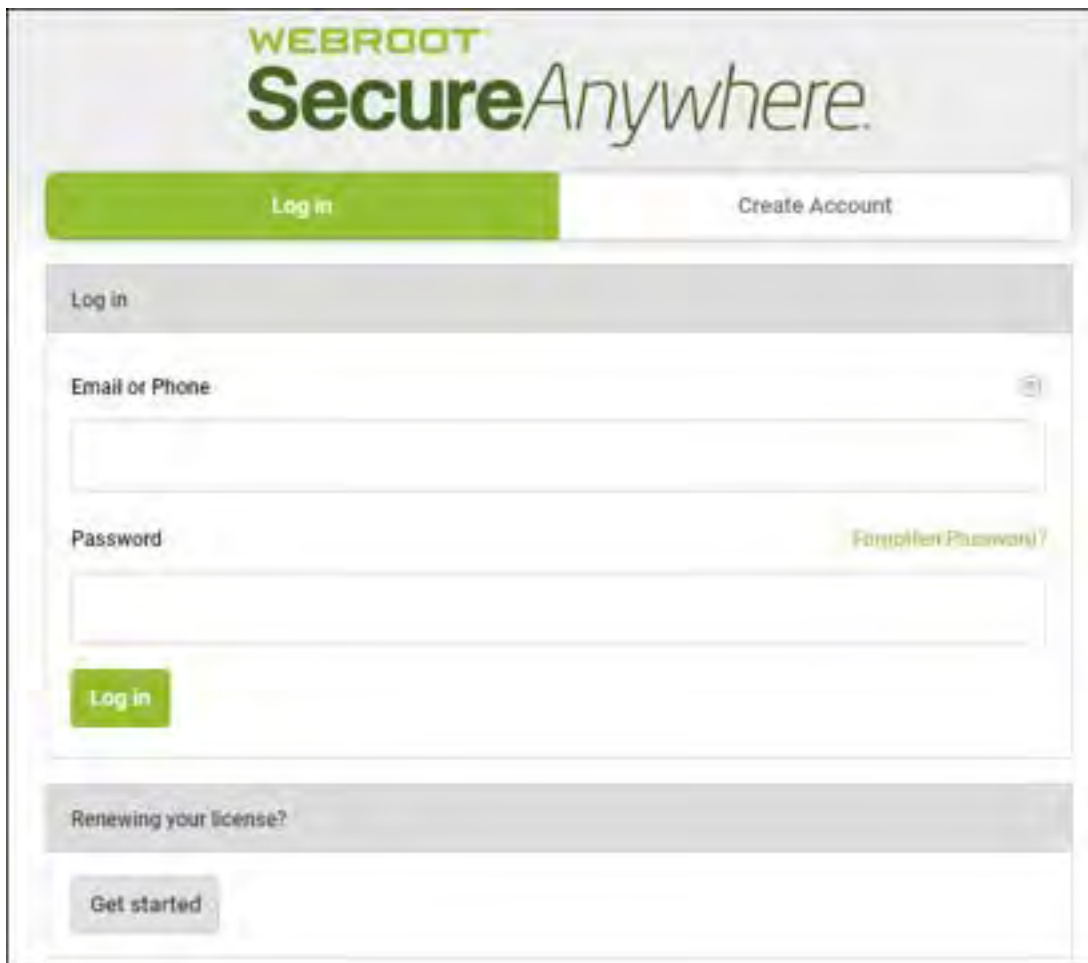 WEBROOT
SecureAnywhere.
Log in
Create Account
Log in
Email or Phone
Password
Forgotten Password?
Log in
Renewing your license?
Get started